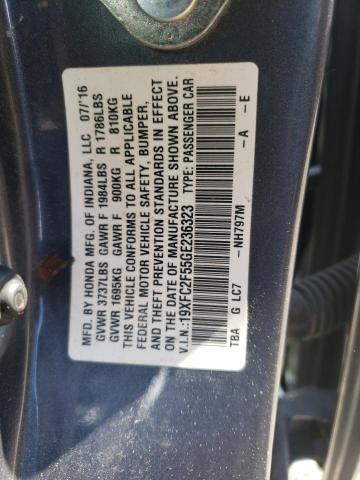 MFD. BY HONDA MFG. OF INDIANA, LLC 07/16
GVWR 3737LBS GAWR F 1984LBS R 1786LBS
GVWR 1695KG GAWR F 900KG R 810KG
THIS VEHICLE CONFORMS TO ALL APPLICABLE
FEDERAL MOTOR VEHICLE SAFETY, BUMPER,
AND THEFT PREVENTION STANDARDS IN EFFECT
ON THE DATE OF MANUFACTURE SHOWN ABOVE.
V.I.N.:19XFC2F55GE236323 TYPE: PASSENGER CAR
TBA G LC7 -NH797M -A -E